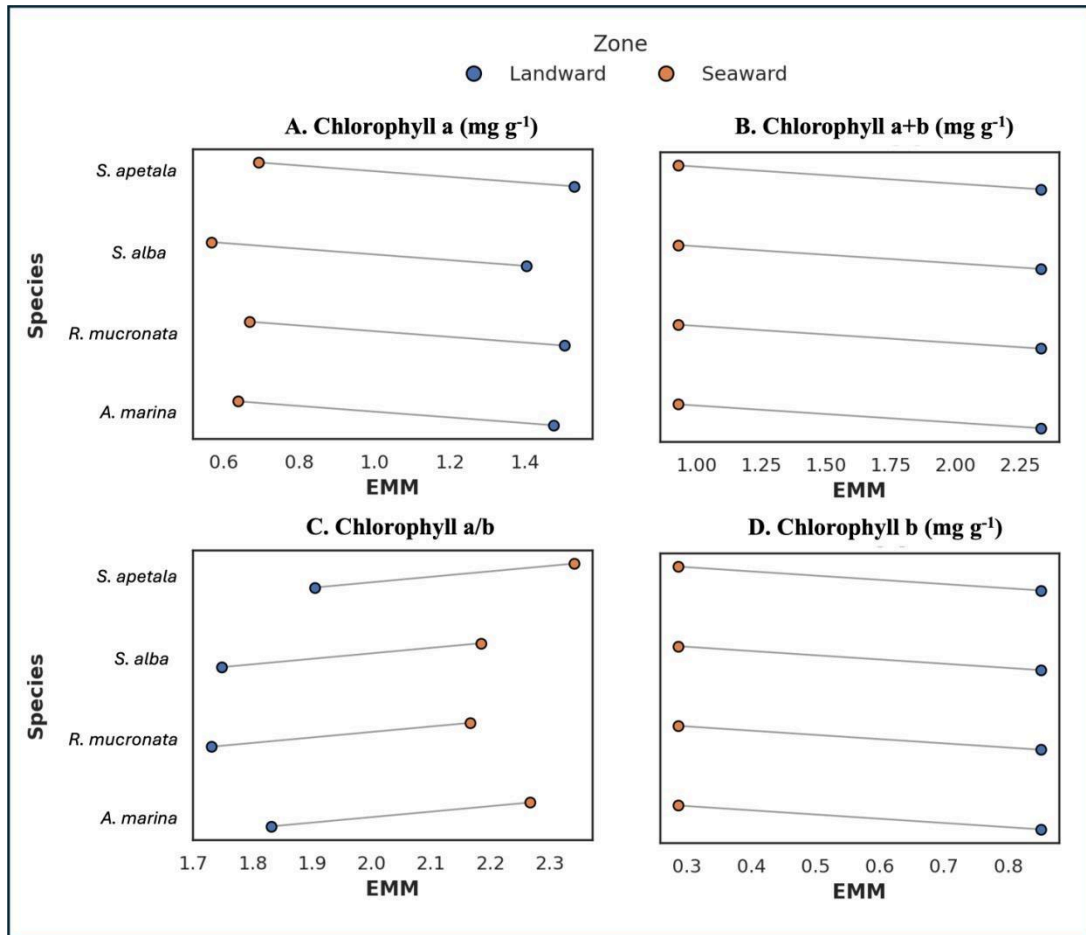 Zone
Landward Seaward
A. Chlorophyll a (mg g⁻¹)
B. Chlorophyll a+b (mg g⁻¹)
Species
S. apetala
S. alba
R. mucronata
A. marina
0.6 0.8 1.0 1.2 1.4
EMM
1.00 1.25 1.50 1.75 2.00 2.25
EMM
C. Chlorophyll a/b
D. Chlorophyll b (mg g⁻¹)
Species
S. apetala
S. alba
R. mucronata
A. marina
1.7 1.8 1.9 2.0 2.1 2.2 2.3
EMM
0.3 0.4 0.5 0.6 0.7 0.8
EMM